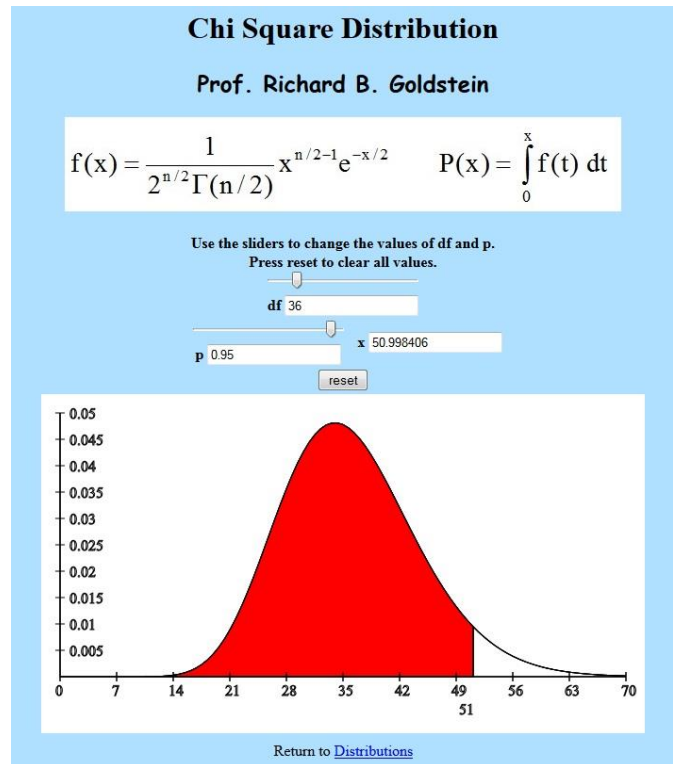 Chi Square Distribution
Prof. Richard B. Goldstein
f(x) = 1 / (2^{n/2}Γ(n/2)) x^{n/2−1}e^{−x/2} P(x) = ∫_0^x f(t) dt
Use the sliders to change the values of df and p.
Press reset to clear all values.
df 36
p 0.95 x 50.998406
reset
0.05
0.045
0.04
0.035
0.03
0.025
0.02
0.015
0.01
0.005
0 7 14 21 28 35 42 49 56 63 70
51
Return to Distributions